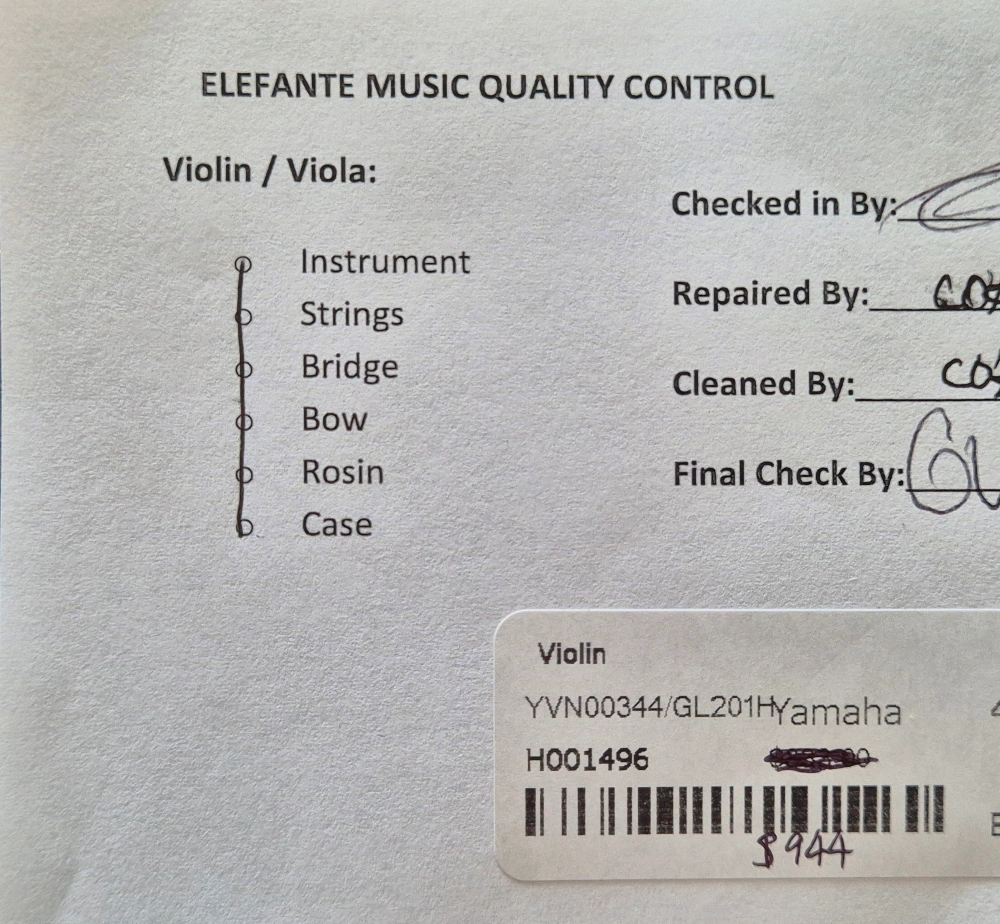 ELEFANTE MUSIC QUALITY CONTROL
Violin / Viola:
Instrument
Strings
Bridge
Bow
Rosin
Case
Checked in By:
Repaired By:
Cleaned By:
Final Check By:
Violin
YVN00344/GL201H Yamaha
H001496
$944